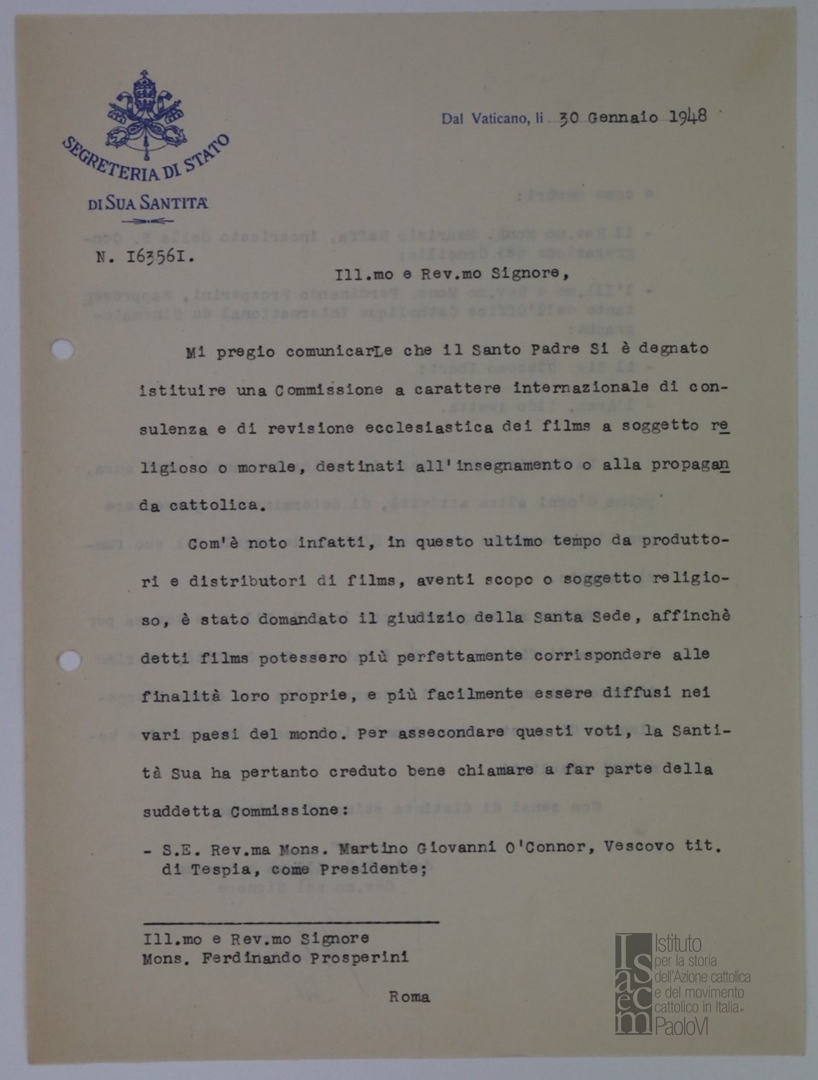 SEGRETERIA DI STATO
DI SUA SANTITA'
Dal Vaticano, li 30 Gennaio 1948
N. 163561.
Ill.mo e Rev.mo Signore,
Mi pregio comunicarLe che il Santo Padre Si è degnato
istituire una Commissione a carattere internazionale di con-
sulenza e di revisione ecclesiastica dei films a soggetto re
ligioso o morale, destinati all'insegnamento o alla propagan
da cattolica.
Com'è noto infatti, in questo ultimo tempo da produtto-
ri e distributori di films, aventi scopo o soggetto religio-
so, è stato domandato il giudizio della Santa Sede, affinchè
detti films potessero più perfettamente corrispondere alle
finalità loro proprie, e più facilmente essere diffusi nei
vari paesi del mondo. Per assecondare questi voti, la Santi-
tà Sua ha pertanto creduto bene chiamare a far parte della
suddetta Commissione:
- S.E. Rev.ma Mons. Martino Giovanni O'Connor, Vescovo tit.
di Tespia, come Presidente;
Ill.mo e Rev.mo Signore
Mons. Ferdinando Prosperini
Roma
Isacem
Istituto
per la storia
dell'Azione cattolica
e del movimento
cattolico in Italia
PaoloVI